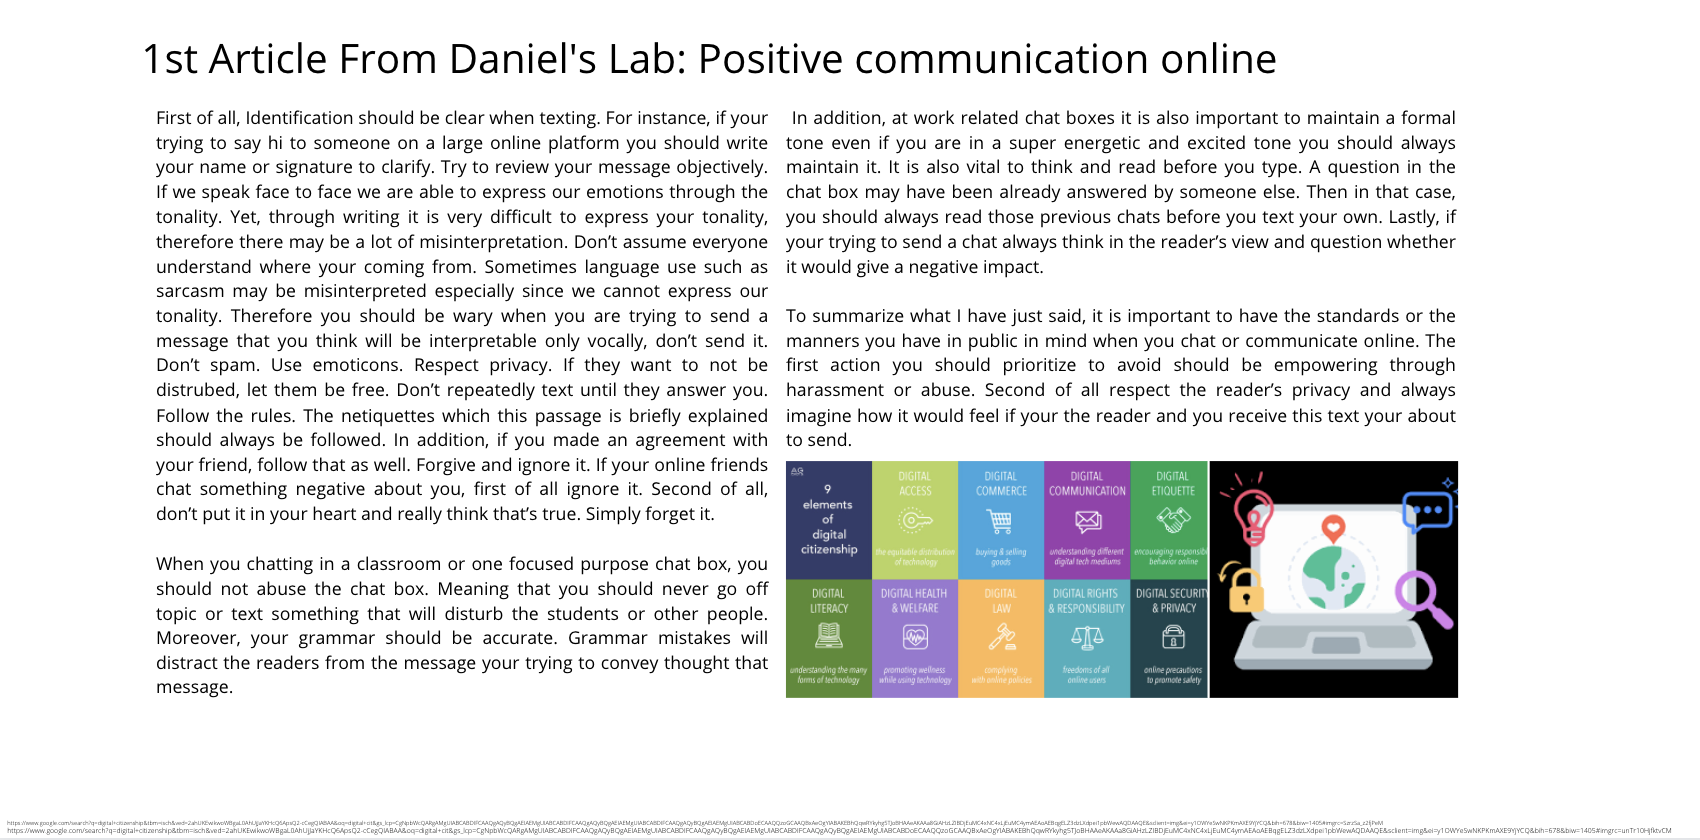 1st Article From Daniel's Lab: Positive communication online
First of all, Identification should be clear when texting. For instance, if your
trying to say hi to someone on a large online platform you should write
your name or signature to clarify. Try to review your message objectively.
If we speak face to face we are able to express our emotions through the
tonality. Yet, through writing it is very difficult to express your tonality,
therefore there may be a lot of misinterpretation. Don’t assume everyone
understand where your coming from. Sometimes language use such as
sarcasm may be misinterpreted especially since we cannot express our
tonality. Therefore you should be wary when you are trying to send a
message that you think will be interpretable only vocally, don’t send it.
Don’t spam. Use emoticons. Respect privacy. If they want to not be
distrubed, let them be free. Don’t repeatedly text until they answer you.
Follow the rules. The netiquettes which this passage is briefly explained
should always be followed. In addition, if you made an agreement with
your friend, follow that as well. Forgive and ignore it. If your online friends
chat something negative about you, first of all ignore it. Second of all,
don’t put it in your heart and really think that’s true. Simply forget it.
When you chatting in a classroom or one focused purpose chat box, you
should not abuse the chat box. Meaning that you should never go off
topic or text something that will disturb the students or other people.
Moreover, your grammar should be accurate. Grammar mistakes will
distract the readers from the message your trying to convey thought that
message.
In addition, at work related chat boxes it is also important to maintain a formal
tone even if you are in a super energetic and excited tone you should always
maintain it. It is also vital to think and read before you type. A question in the
chat box may have been already answered by someone else. Then in that case,
you should always read those previous chats before you text your own. Lastly, if
your trying to send a chat always think in the reader’s view and question whether
it would give a negative impact.
To summarize what I have just said, it is important to have the standards or the
manners you have in public in mind when you chat or communicate online. The
first action you should prioritize to avoid should be empowering through
harassment or abuse. Second of all respect the reader’s privacy and always
imagine how it would feel if your the reader and you receive this text your about
to send.
AG
9
elements
of
digital
citizenship
DIGITAL
ACCESS
the equitable distribution
of technology
DIGITAL
COMMERCE
buying & selling
goods
DIGITAL
COMMUNICATION
understanding different
digital tech mediums
DIGITAL
ETIQUETTE
encouraging responsibl
behavior online
DIGITAL
LITERACY
understanding the many
forms of technology
DIGITAL HEALTH
& WELFARE
promoting wellness
while using technology
DIGITAL
LAW
complying
with online policies
DIGITAL RIGHTS
& RESPONSIBILITY
freedoms of all
online users
DIGITAL SECURITY
& PRIVACY
online precautions
to promote safety